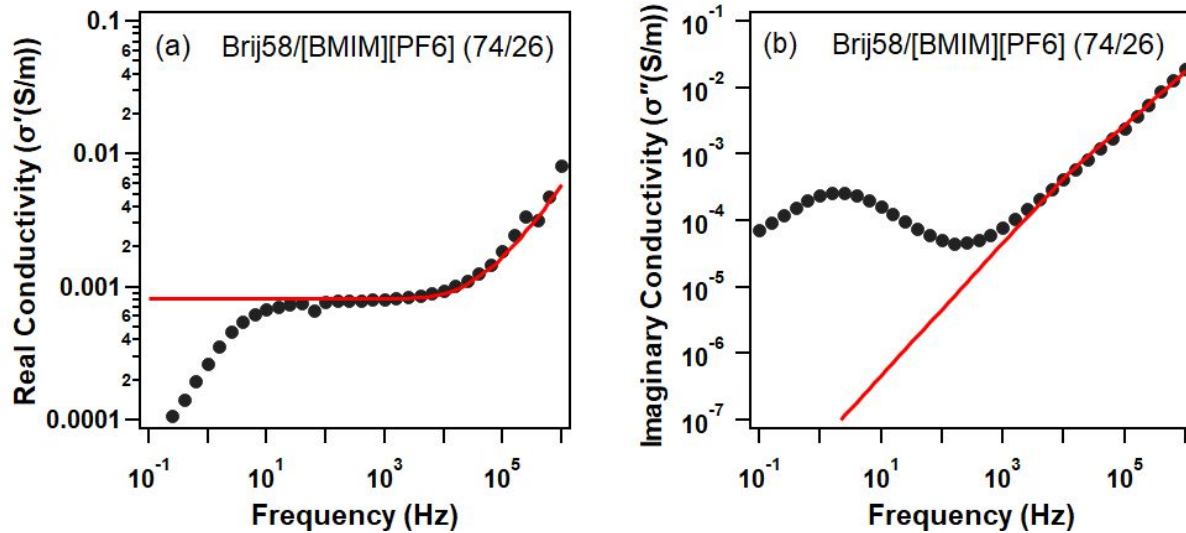 (a) Brij58/[BMIM][PF6] (74/26)
Real Conductivity (σ′(S/m))
0.1
6
4
2
0.01
6
4
2
0.001
6
4
2
0.0001
10⁻¹ 10¹ 10³ 10⁵
Frequency (Hz)
(b) Brij58/[BMIM][PF6] (74/26)
Imaginary Conductivity (σ″(S/m))
10⁻¹
10⁻²
10⁻³
10⁻⁴
10⁻⁵
10⁻⁶
10⁻⁷
10⁻¹ 10¹ 10³ 10⁵
Frequency (Hz)